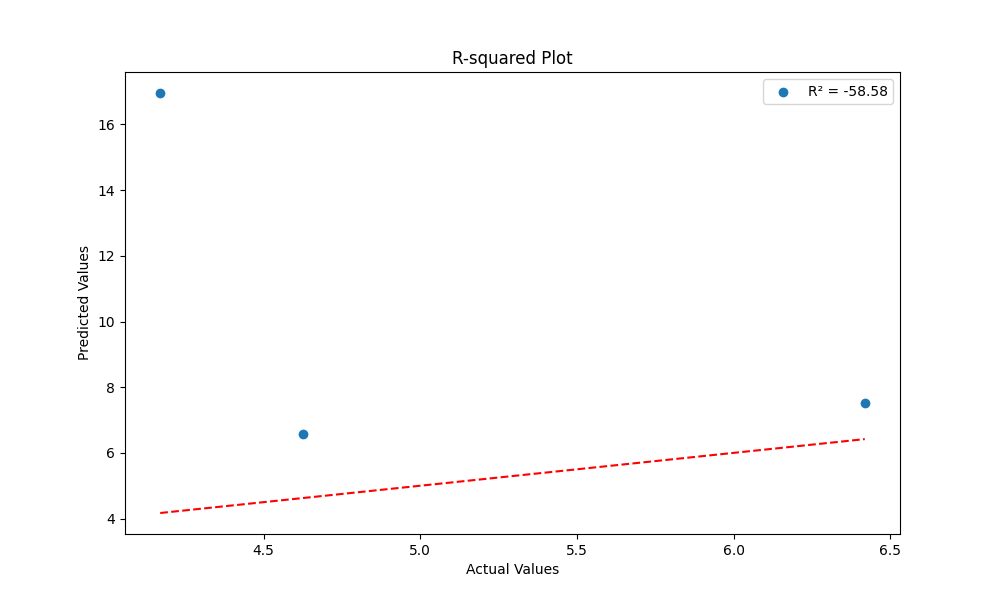 R-squared Plot
R² = -58.58
Predicted Values
16
14
12
10
8
6
4
4.5 5.0 5.5 6.0 6.5
Actual Values